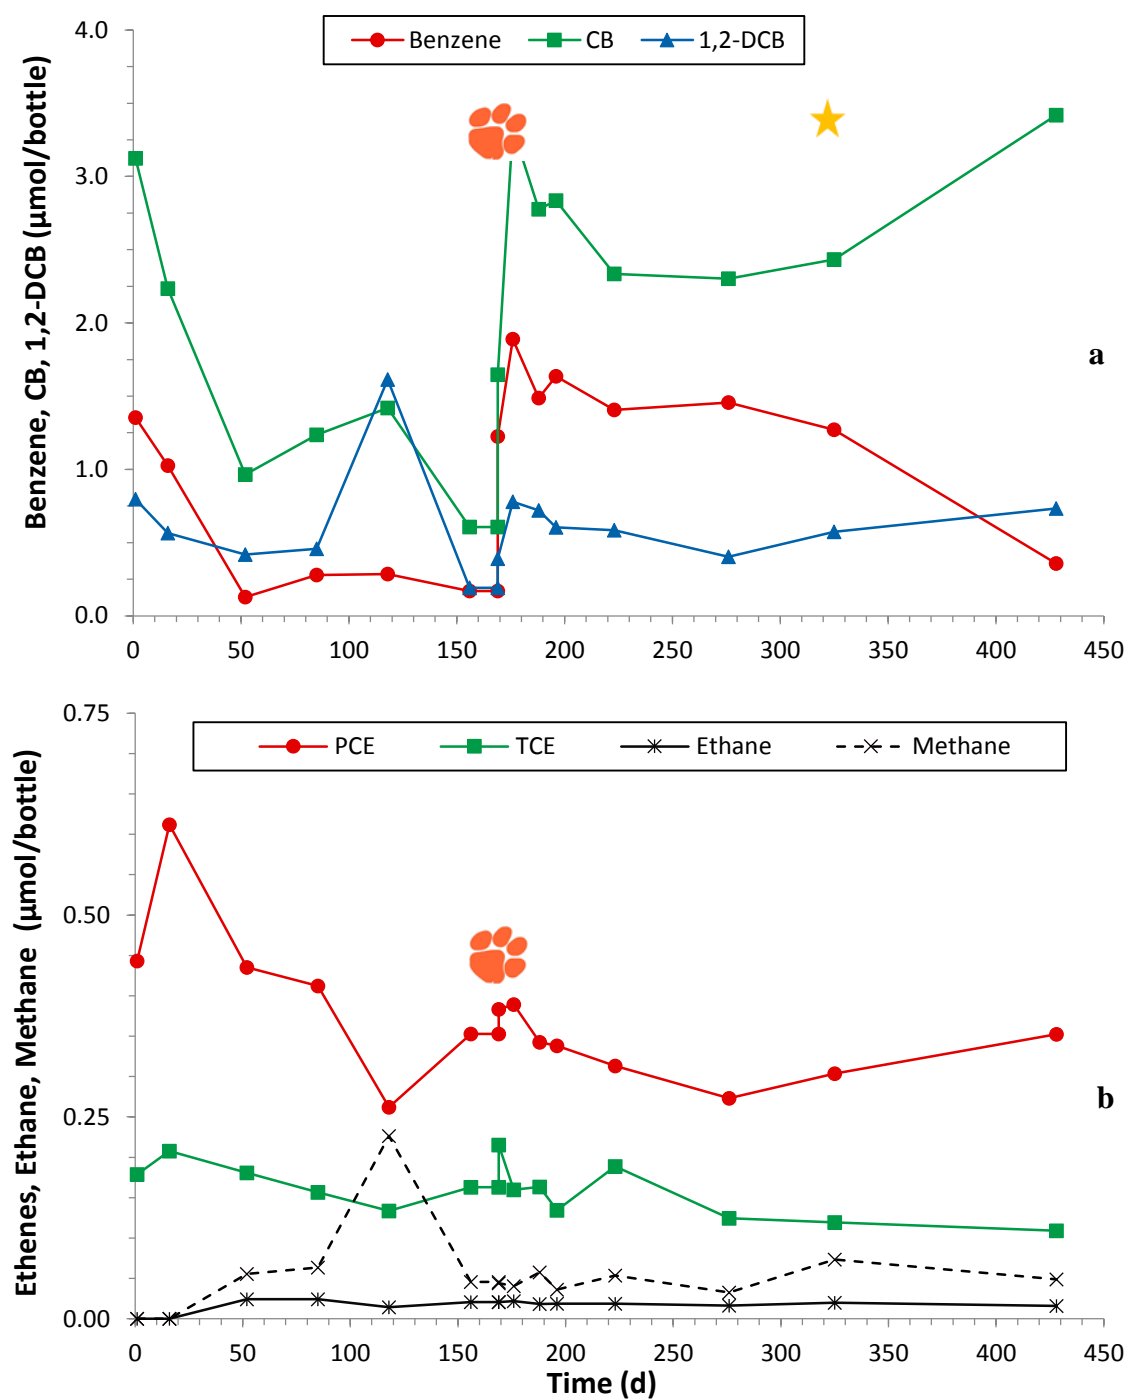 Benzene CB 1,2-DCB
Benzene, CB, 1,2-DCB (µmol/bottle)
4.0
3.0
2.0
1.0
0.0
a
0 50 100 150 200 250 300 350 400 450
PCE TCE Ethane Methane
Ethenes, Ethane, Methane (µmol/bottle)
0.75
0.50
0.25
0.00
b
0 50 100 150 200 250 300 350 400 450
Time (d)